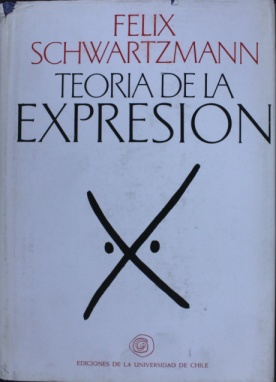 FELIX
SCHWARTZMANN
TEORIA DE LA
EXPRESION
EDICIONES DE LA UNIVERSIDAD DE CHILE